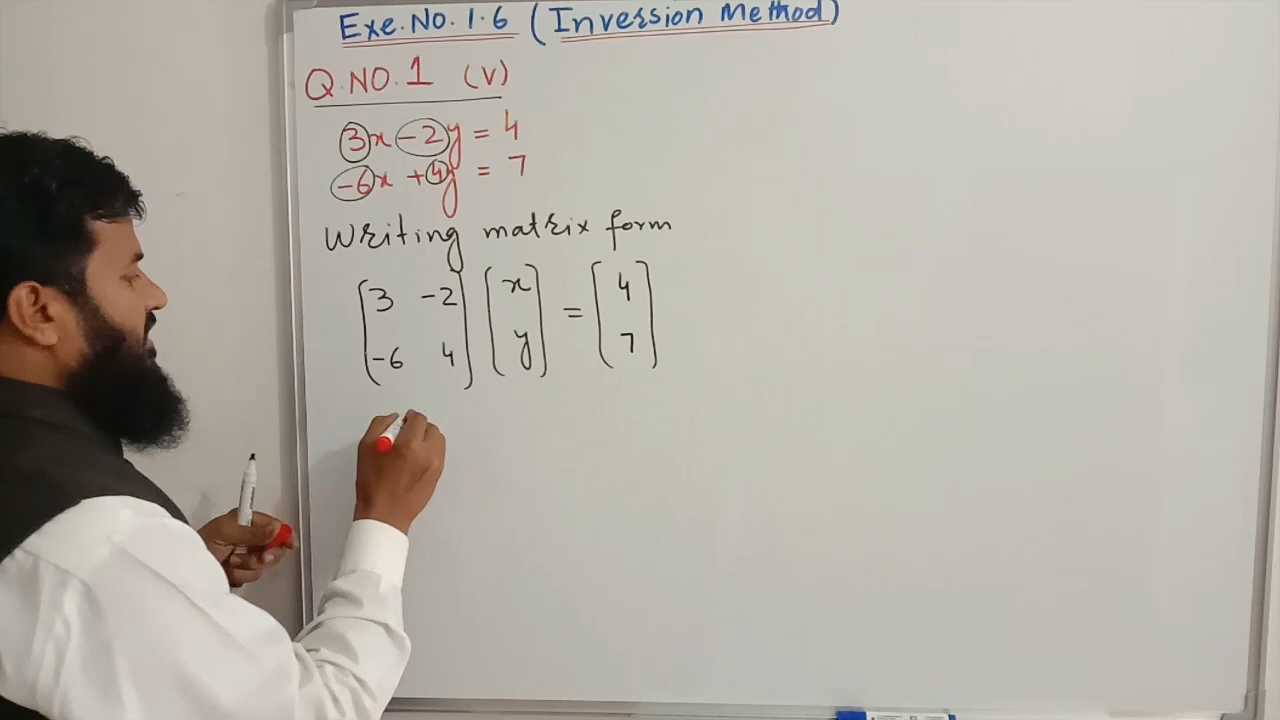 Exe.No.1.6 (Inversion Method)
Q.NO.1 (v)
3x-2y = 4
-6x+4y = 7
Writing matrix form
[3 -2] [x] = [4]
[-6 4] [y] [7]